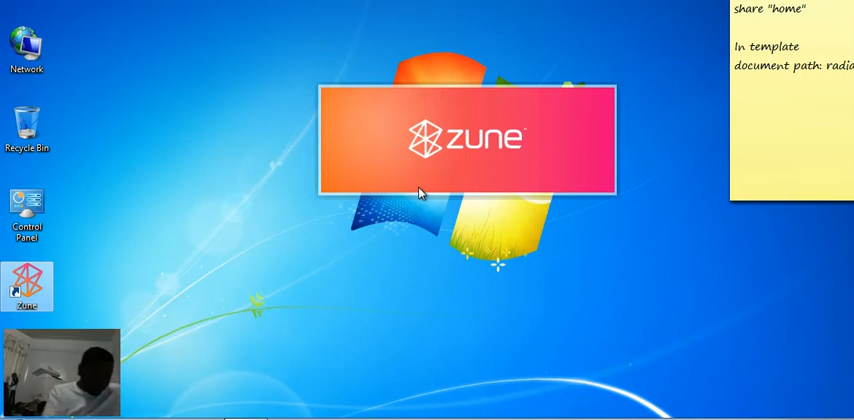 share "home"
In template
document path: radia
Network
Recycle Bin
Control
Panel
Zune
zune